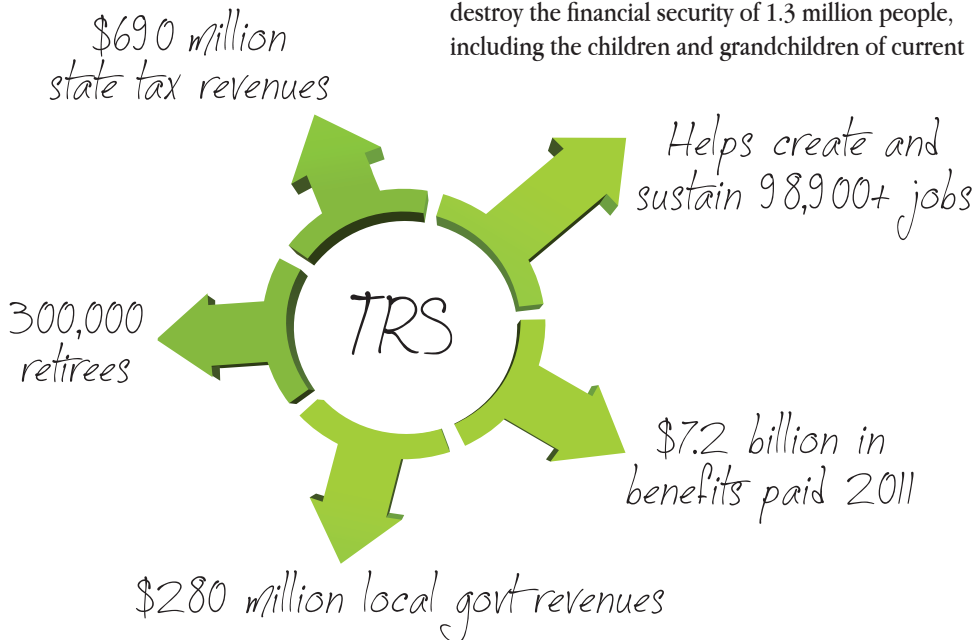 destroy the financial security of 1.3 million people,
including the children and grandchildren of current
$690 million
state tax revenues
Helps create and
sustain 98,900+ jobs
300,000
retirees
TRS
$7.2 billion in
benefits paid 2011
$280 million local govt revenues